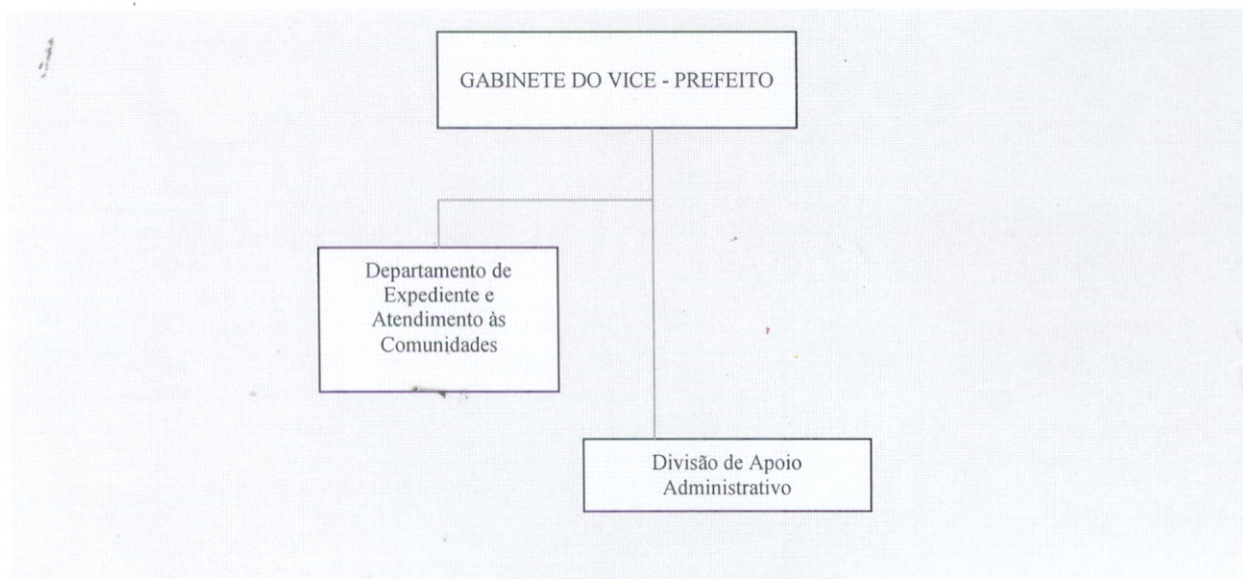 GABINETE DO VICE - PREFEITO
Departamento de
Expediente e
Atendimento às
Comunidades
Divisão de Apoio
Administrativo